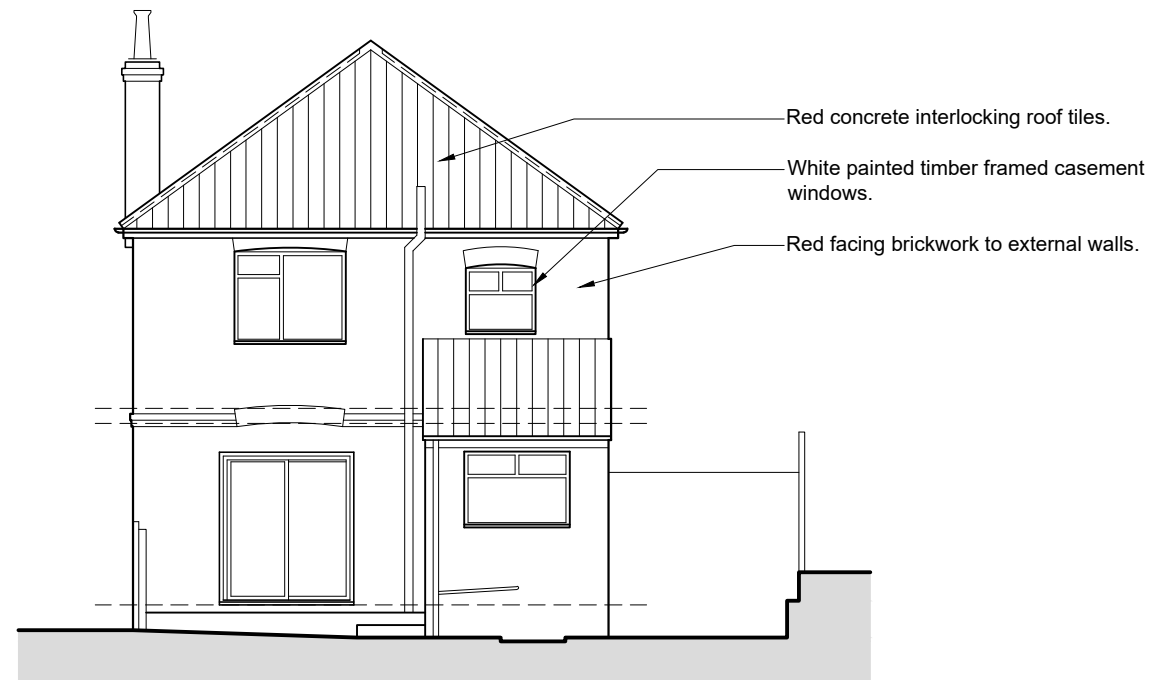 Red concrete interlocking roof tiles.
White painted timber framed casement
windows.
Red facing brickwork to external walls.